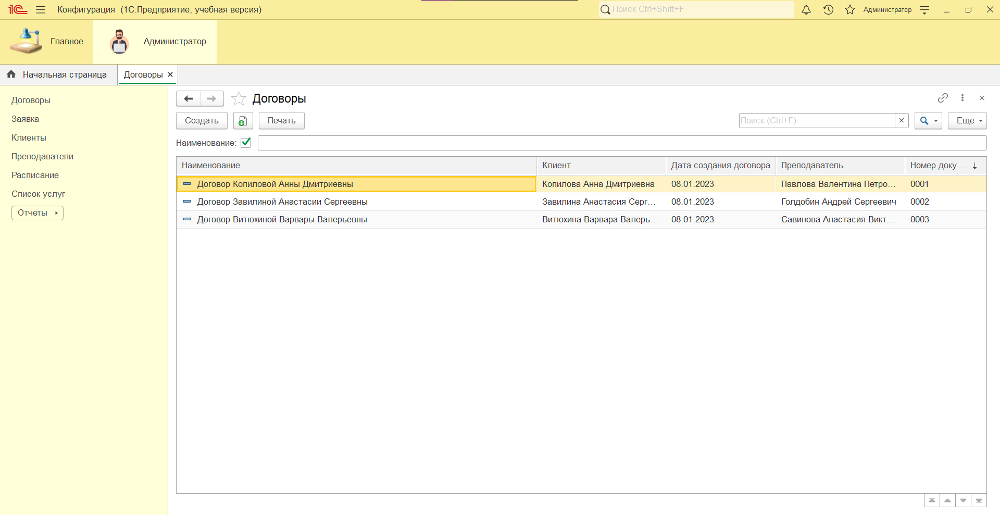 1С Конфигурация (1С:Предприятие, учебная версия) Поиск Ctrl+Shift+F Администратор
Главное Администратор
Начальная страница Договоры
Договоры
Заявка
Клиенты
Преподаватели
Расписание
Список услуг
Отчеты
Договоры
Создать Печать Поиск (Ctrl+F) Еще
Наименование:
Наименование Клиент Дата создания договора Преподаватель Номер доку...
Договор Копиловой Анны Дмитриевны Копилова Анна Дмитриевна 08.01.2023 Павлова Валентина Петро... 0001
Договор Завилиной Анастасии Сергеевны Завилина Анастасия Серг... 08.01.2023 Голдобин Андрей Сергеевич 0002
Договор Витюхиной Варвары Валерьевны Витюхина Варвара Валерь... 08.01.2023 Савинова Анастасия Викт... 0003